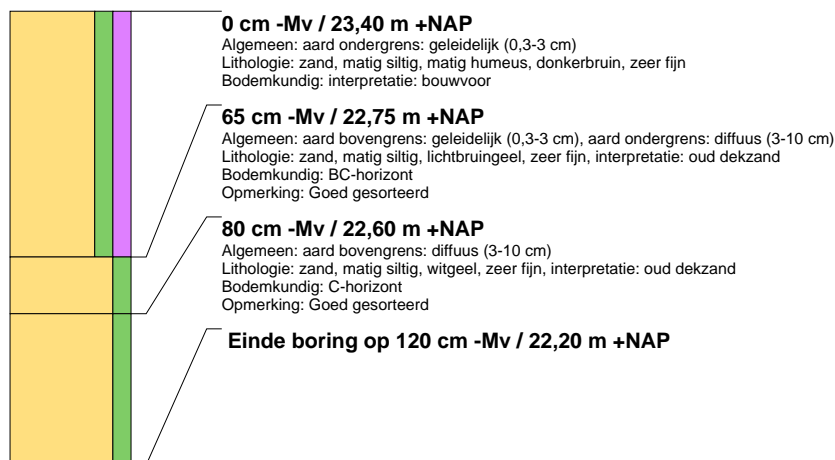 0 cm -Mv / 23,40 m +NAP
Algemeen: aard ondergrens: geleidelijk (0,3-3 cm)
Lithologie: zand, matig siltig, matig humeus, donkerbruin, zeer fijn
Bodemkundig: interpretatie: bouwvoor
65 cm -Mv / 22,75 m +NAP
Algemeen: aard bovengrens: geleidelijk (0,3-3 cm), aard ondergrens: diffuus (3-10 cm)
Lithologie: zand, matig siltig, lichtbruingeel, zeer fijn, interpretatie: oud dekzand
Bodemkundig: BC-horizont
Opmerking: Goed gesorteerd
80 cm -Mv / 22,60 m +NAP
Algemeen: aard bovengrens: diffuus (3-10 cm)
Lithologie: zand, matig siltig, witgeel, zeer fijn, interpretatie: oud dekzand
Bodemkundig: C-horizont
Opmerking: Goed gesorteerd
Einde boring op 120 cm -Mv / 22,20 m +NAP